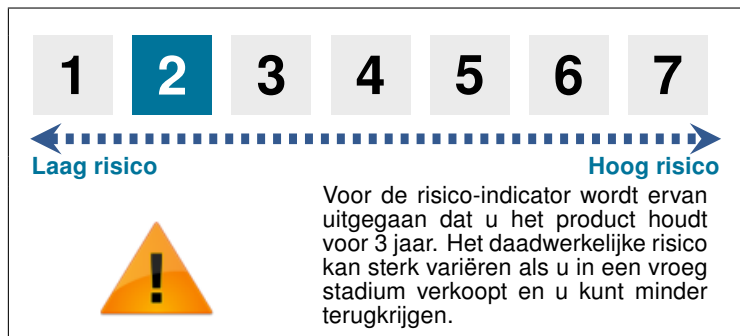 1 2 3 4 5 6 7
Laag risico Hoog risico
Voor de risico-indicator wordt ervan
uitgegaan dat u het product houdt
voor 3 jaar. Het daadwerkelijke risico
kan sterk variëren als u in een vroeg
stadium verkoopt en u kunt minder
terugkrijgen.